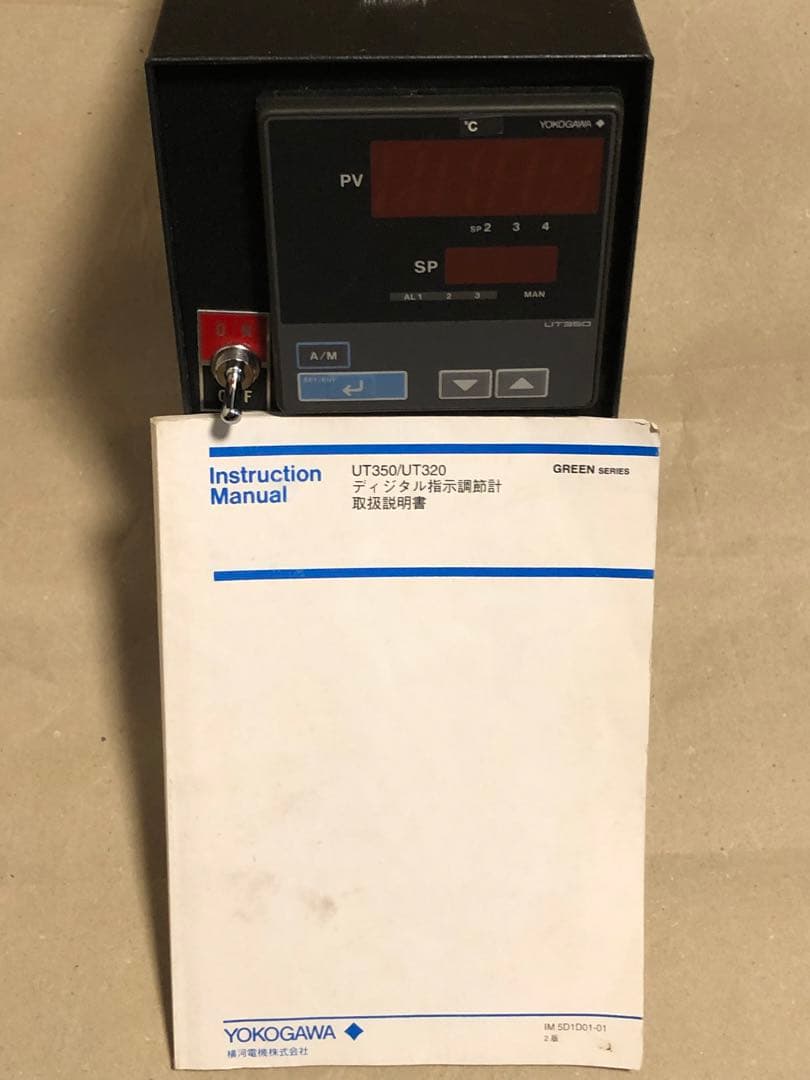 °C
YOKOGAWA
PV
SP 2 3 4
SP
AL 1 2 3 MAN
UT350
A/M
SET/ENT
ON
OFF
Instruction
Manual
UT350/UT320
ディジタル指示調節計
取扱説明書
GREEN SERIES
YOKOGAWA
横河電機株式会社
IM 5D1D01-01
2版